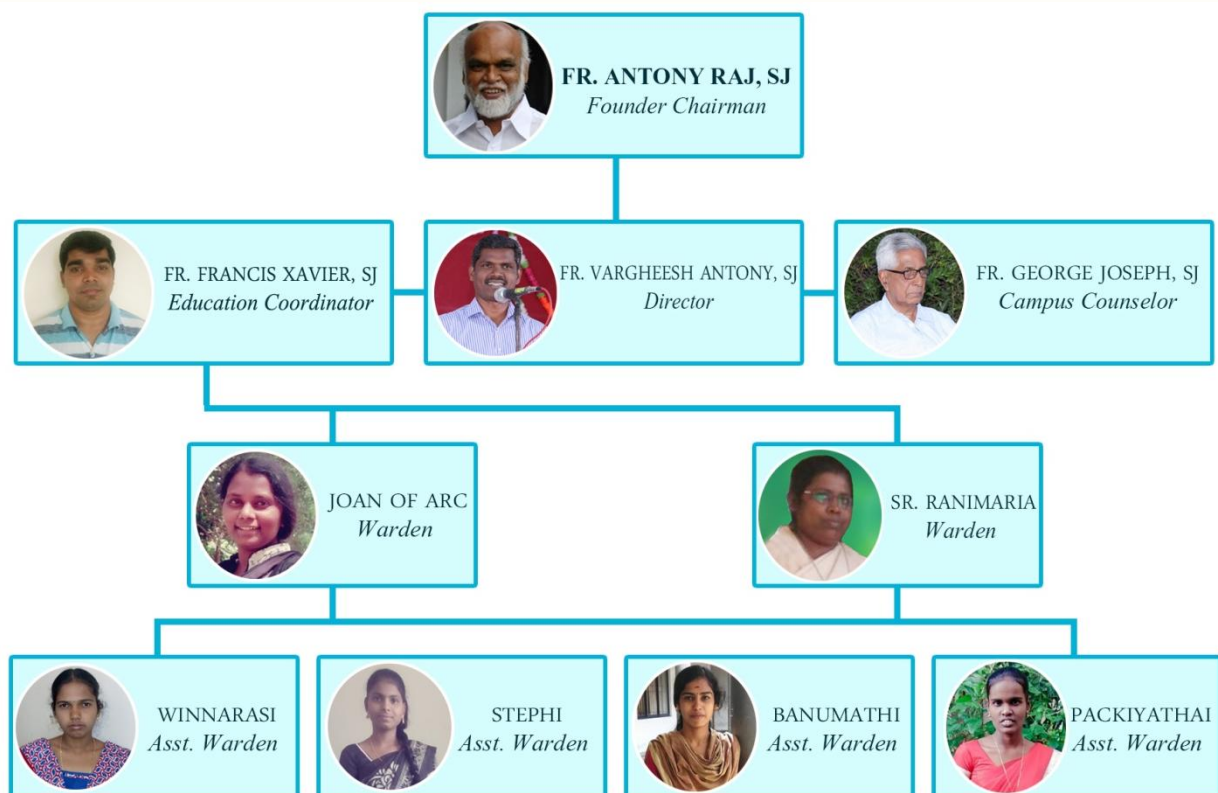 FR. ANTONY RAJ, SJ
Founder Chairman
FR. FRANCIS XAVIER, SJ
Education Coordinator
FR. VARGHEESH ANTONY, SJ
Director
FR. GEORGE JOSEPH, SJ
Campus Counselor
JOAN OF ARC
Warden
SR. RANIMARIA
Warden
WINNARASI
Asst. Warden
STEPHI
Asst. Warden
BANUMATHI
Asst. Warden
PACKIYATHAI
Asst. Warden